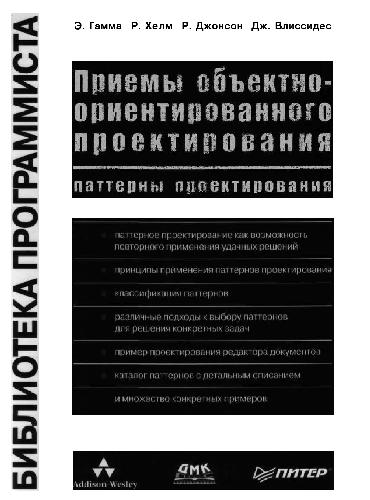 Э. Гамма Р. Хелм Р. Джонсон Дж. Влиссидес
БИБЛИОТЕКА ПРОГРАММИСТА
Приемы объектно-
ориентированного
проектирования
паттерны проектирования
паттерное проектирование как возможность
повторного применения удачных решений
принципы применения паттернов проектирования
классификация паттернов
различные подходы к выбору паттернов
для решения конкретных задач
пример проектирования редактора документов
каталог паттернов с детальным описанием
и множество конкретных примеров
Addison Wesley
ДМК
ПИТЕР